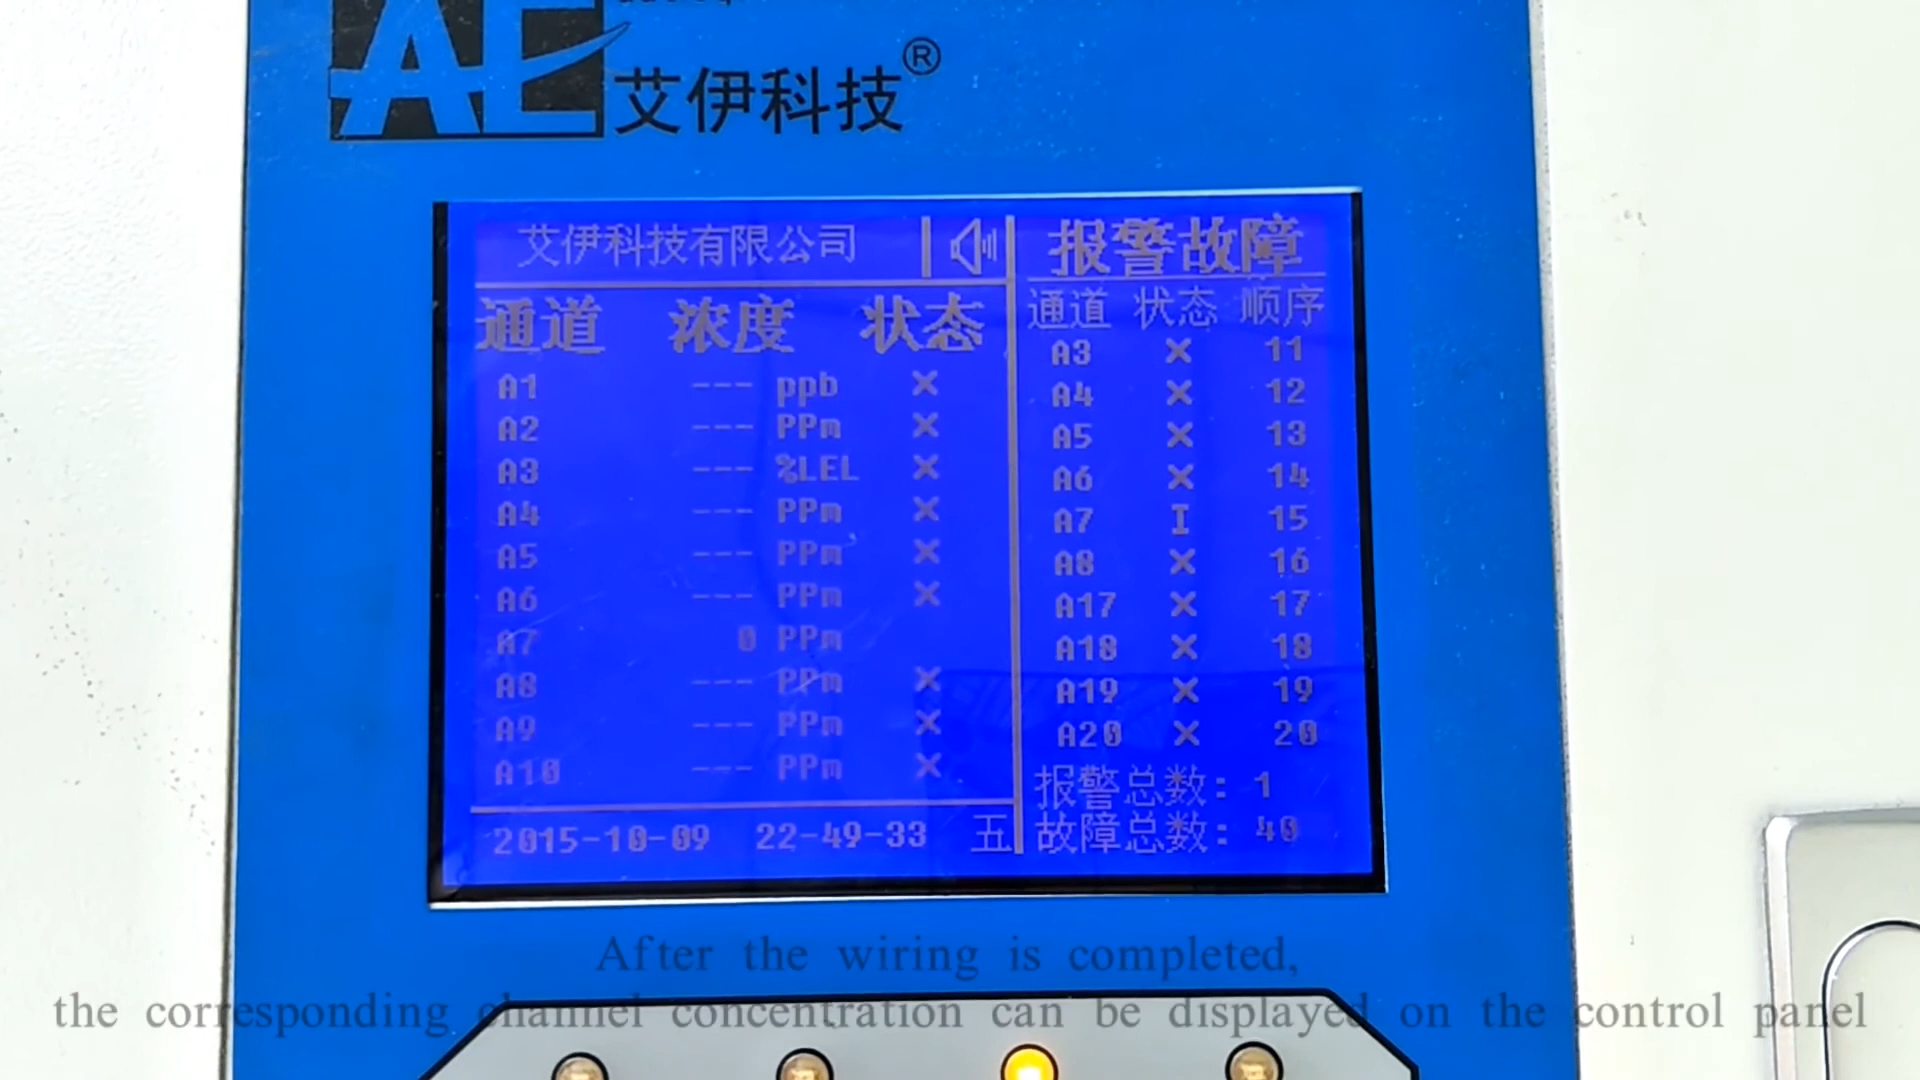 AE 艾伊科技®
艾伊科技有限公司
通道 浓度 状态
A1 --- ppb ×
A2 --- PPm ×
A3 --- %LEL ×
A4 --- PPm ×
A5 --- PPm ×
A6 --- PPm ×
A7 0 PPm
A8 --- PPm ×
A9 --- PPm ×
A10 --- PPm ×
2015-10-09 22-49-33 五
报警故障
通道 状态 顺序
A3 × 11
A4 × 12
A5 × 13
A6 × 14
A7 I 15
A8 × 16
A17 × 17
A18 × 18
A19 × 19
A20 × 20
报警总数: 1
故障总数: 40
After the wiring is completed,
the corresponding channel concentration can be displayed on the control panel